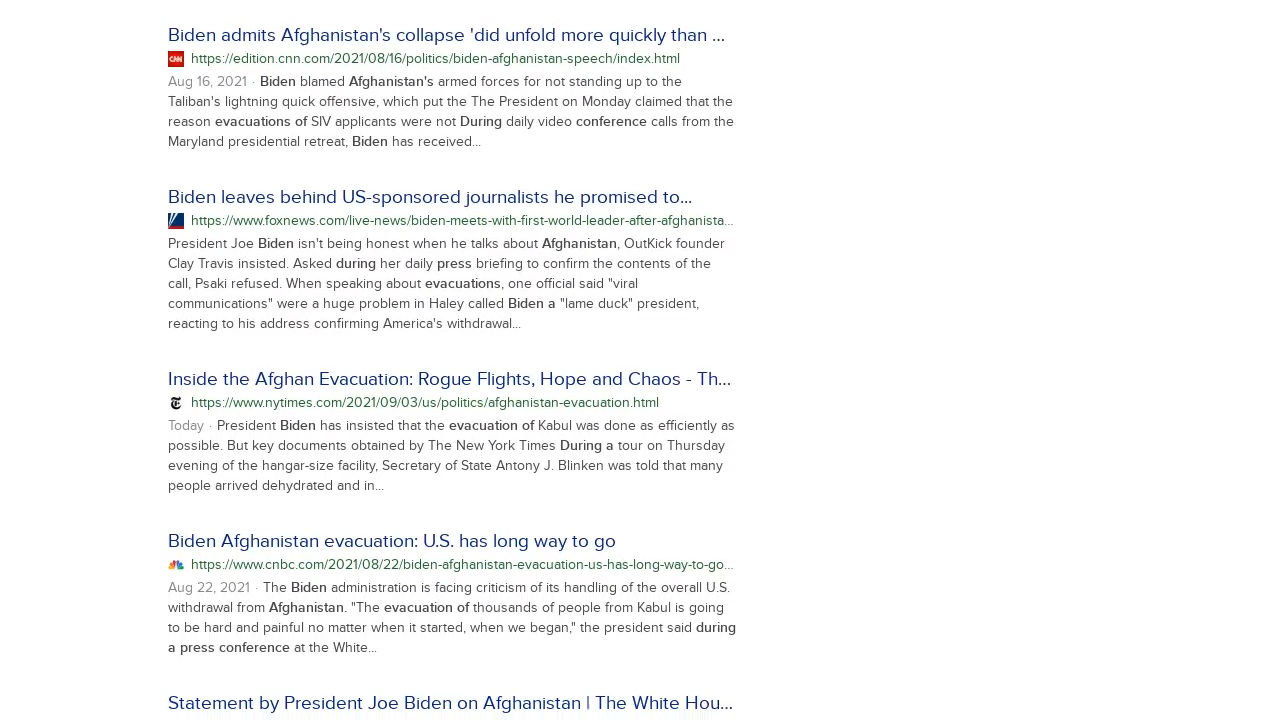 Biden admits Afghanistan's collapse 'did unfold more quickly than ...
CNN https://edition.cnn.com/2021/08/16/politics/biden-afghanistan-speech/index.html
Aug 16, 2021 · Biden blamed Afghanistan's armed forces for not standing up to the
Taliban's lightning quick offensive, which put the The President on Monday claimed that the
reason evacuations of SIV applicants were not During daily video conference calls from the
Maryland presidential retreat, Biden has received...
Biden leaves behind US-sponsored journalists he promised to...
https://www.foxnews.com/live-news/biden-meets-with-first-world-leader-after-afghanista...
President Joe Biden isn't being honest when he talks about Afghanistan, OutKick founder
Clay Travis insisted. Asked during her daily press briefing to confirm the contents of the
call, Psaki refused. When speaking about evacuations, one official said "viral
communications" were a huge problem in Haley called Biden a "lame duck" president,
reacting to his address confirming America's withdrawal...
Inside the Afghan Evacuation: Rogue Flights, Hope and Chaos - Th...
https://www.nytimes.com/2021/09/03/us/politics/afghanistan-evacuation.html
Today · President Biden has insisted that the evacuation of Kabul was done as efficiently as
possible. But key documents obtained by The New York Times During a tour on Thursday
evening of the hangar-size facility, Secretary of State Antony J. Blinken was told that many
people arrived dehydrated and in...
Biden Afghanistan evacuation: U.S. has long way to go
https://www.cnbc.com/2021/08/22/biden-afghanistan-evacuation-us-has-long-way-to-go...
Aug 22, 2021 · The Biden administration is facing criticism of its handling of the overall U.S.
withdrawal from Afghanistan. "The evacuation of thousands of people from Kabul is going
to be hard and painful no matter when it started, when we began," the president said during
a press conference at the White...
Statement by President Joe Biden on Afghanistan | The White Hou...